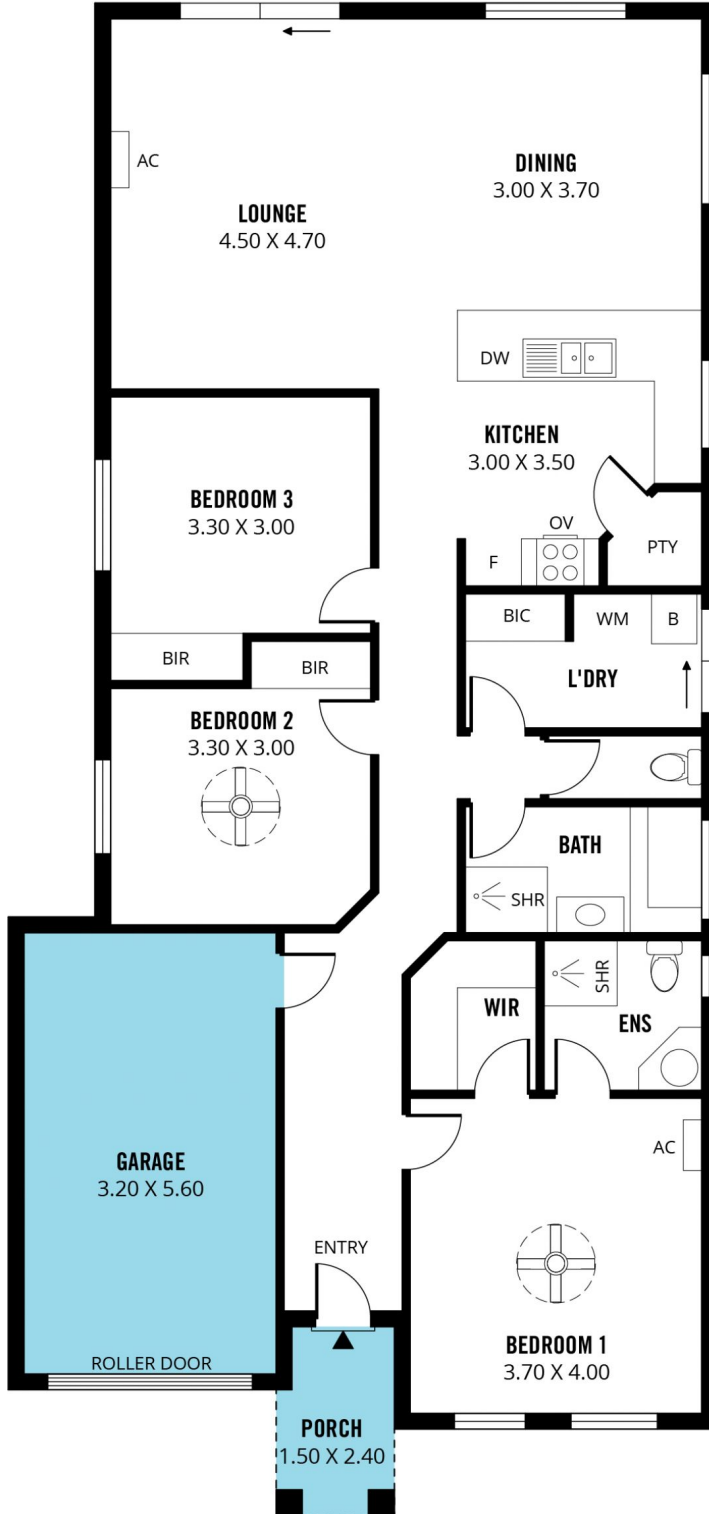 AC
DINING
3.00 X 3.70
LOUNGE
4.50 X 4.70
DW
KITCHEN
3.00 X 3.50
BEDROOM 3
3.30 X 3.00
OV
F
PTY
BIC
WM
B
BIR
BIR
L'DRY
BEDROOM 2
3.30 X 3.00
BATH
SHR
WIR
SHR
ENS
GARAGE
3.20 X 5.60
AC
ENTRY
BEDROOM 1
3.70 X 4.00
ROLLER DOOR
PORCH
1.50 X 2.40